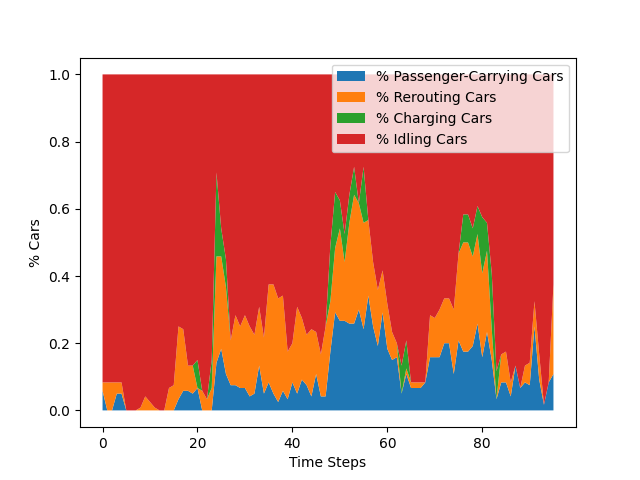 % Passenger-Carrying Cars
% Rerouting Cars
% Charging Cars
% Idling Cars
1.0
0.8
0.6
0.4
0.2
0.0
% Cars
0 20 40 60 80
Time Steps